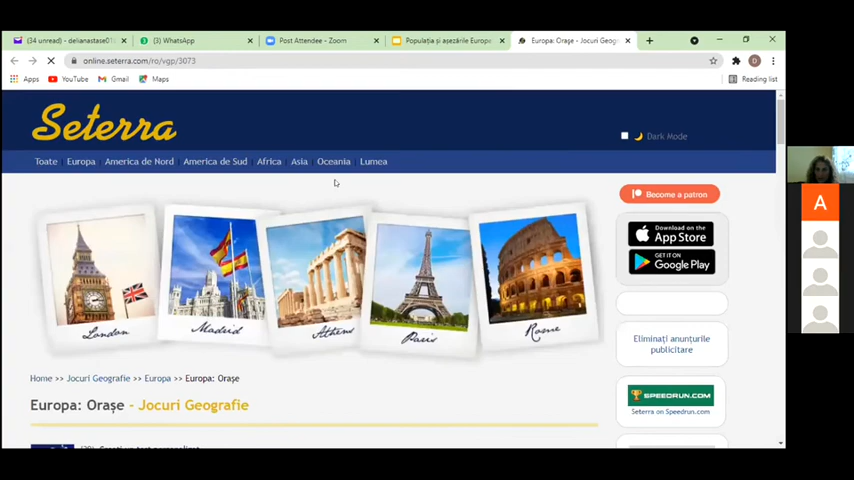 (34 unread) - delianastase01
(3) WhatsApp
Post Attendee - Zoom
Populația și așezările Europe
Europa: Orașe - Jocuri Geogr
online.seterra.com/ro/vgp/3073
D
Apps
YouTube
Gmail
Maps
Reading list
Seterra
Dark Mode
Toate
Europa
America de Nord
America de Sud
Africa
Asia
Oceania
Lumea
Become a patron
A
Download on the
App Store
GET IT ON
Google Play
London
Madrid
Athens
Paris
Rome
Eliminați anunțurile
publicitare
Home >> Jocuri Geografie >> Europa >> Europa: Orașe
SPEEDRUN.COM
Seterra on Speedrun.com
Europa: Orașe - Jocuri Geografie